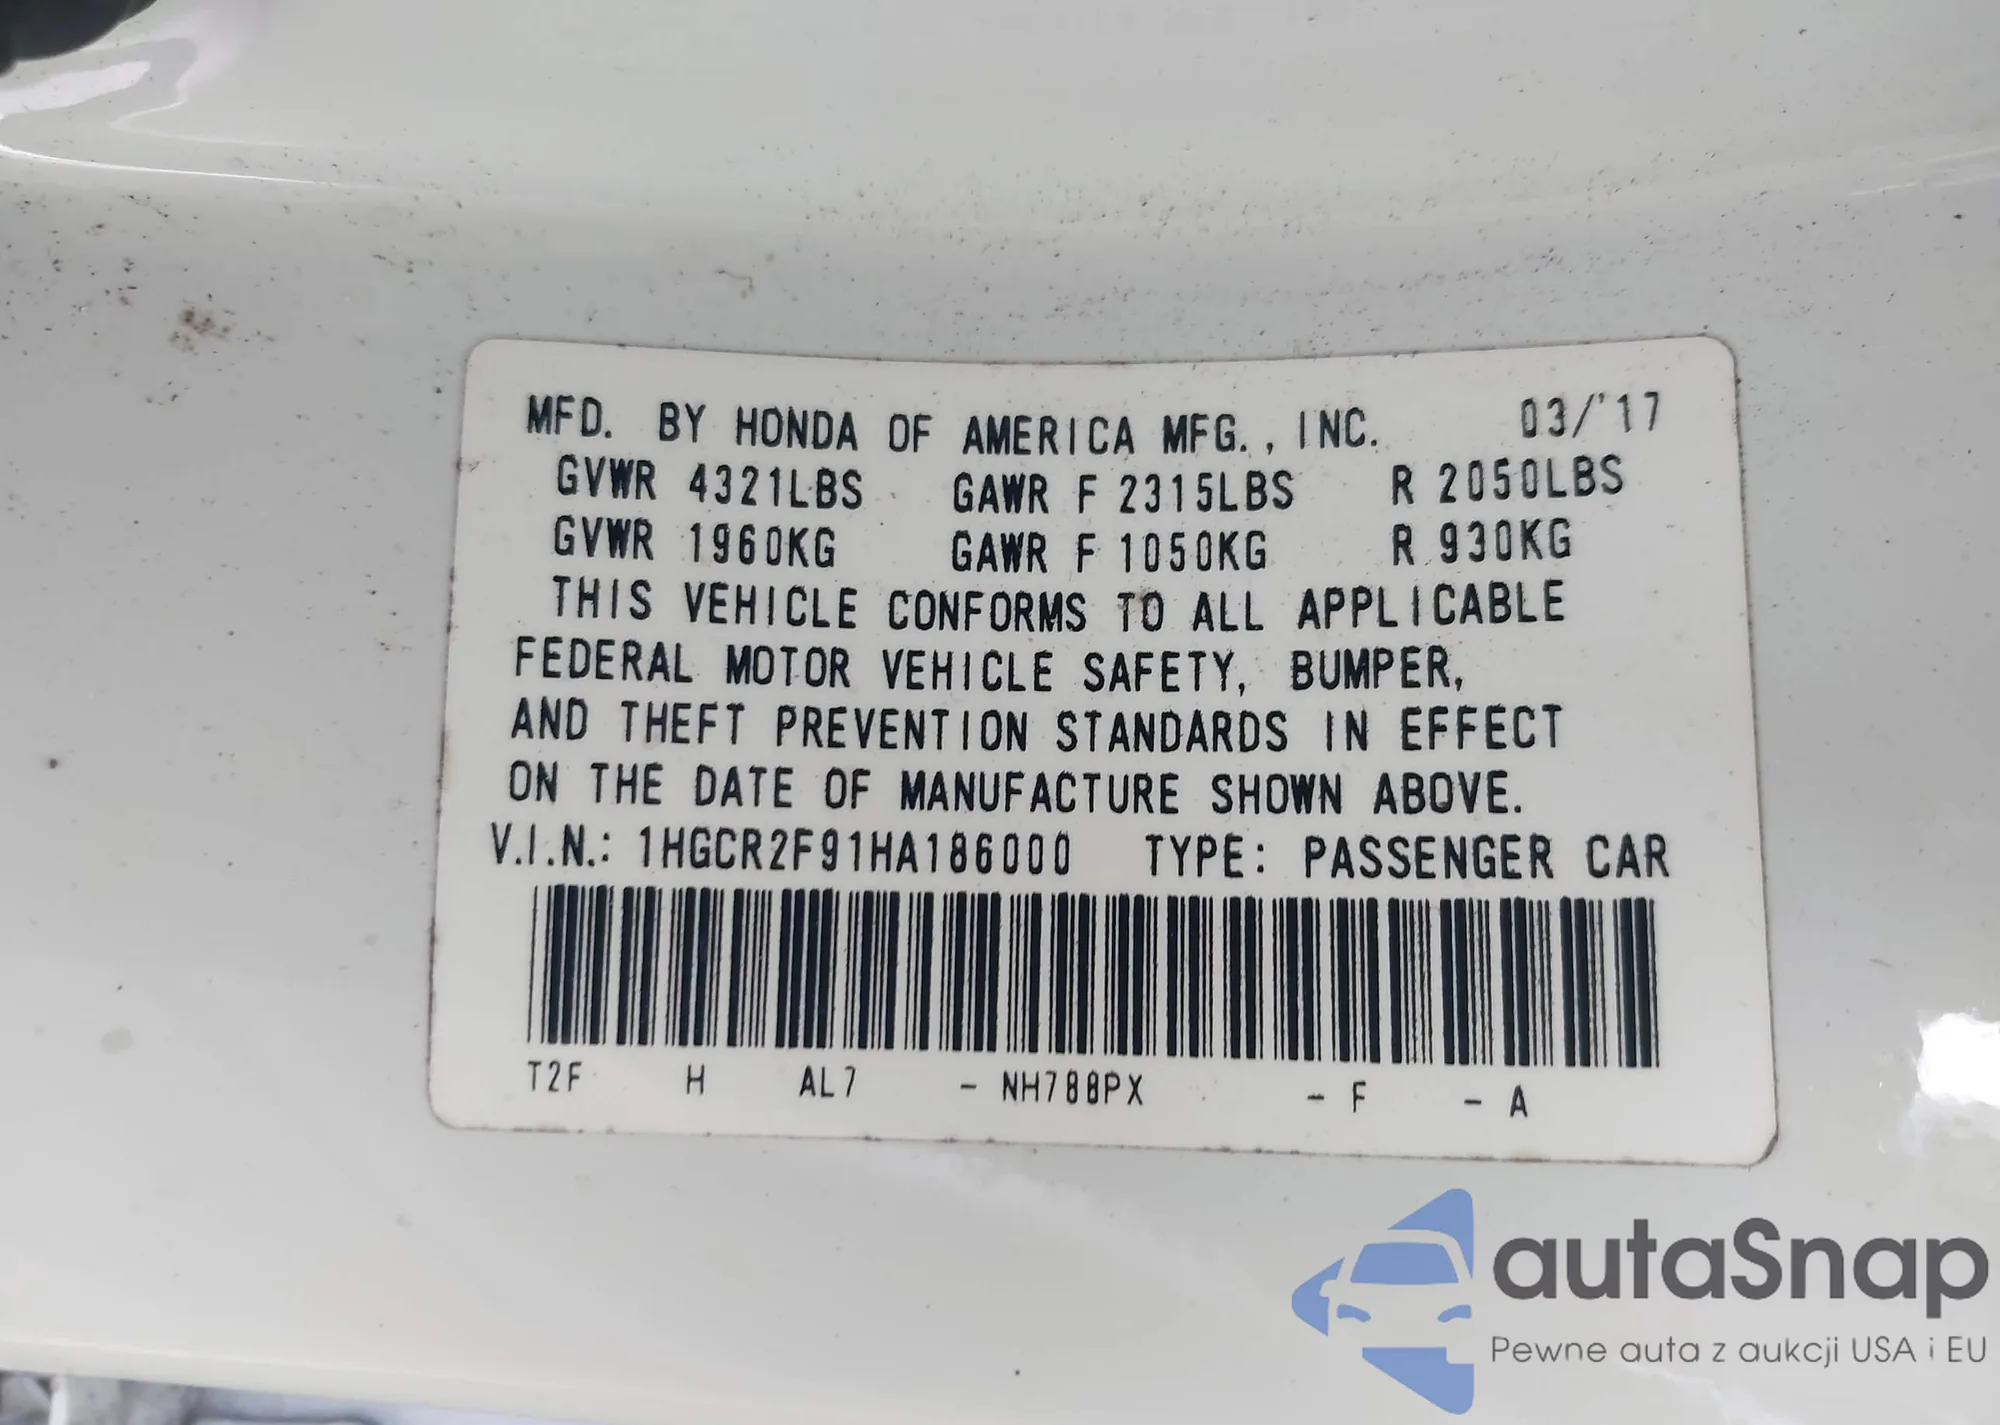 MFD. BY HONDA OF AMERICA MFG., INC. 03/'17
GVWR 4321LBS GAWR F 2315LBS R 2050LBS
GVWR 1960KG GAWR F 1050KG R 930KG
THIS VEHICLE CONFORMS TO ALL APPLICABLE
FEDERAL MOTOR VEHICLE SAFETY, BUMPER,
AND THEFT PREVENTION STANDARDS IN EFFECT
ON THE DATE OF MANUFACTURE SHOWN ABOVE.
V.I.N.: 1HGCR2F91HA186000 TYPE: PASSENGER CAR
T2F H AL7 - NH788PX - F - A
autaSnap
Pewne auta z aukcji USA i EU